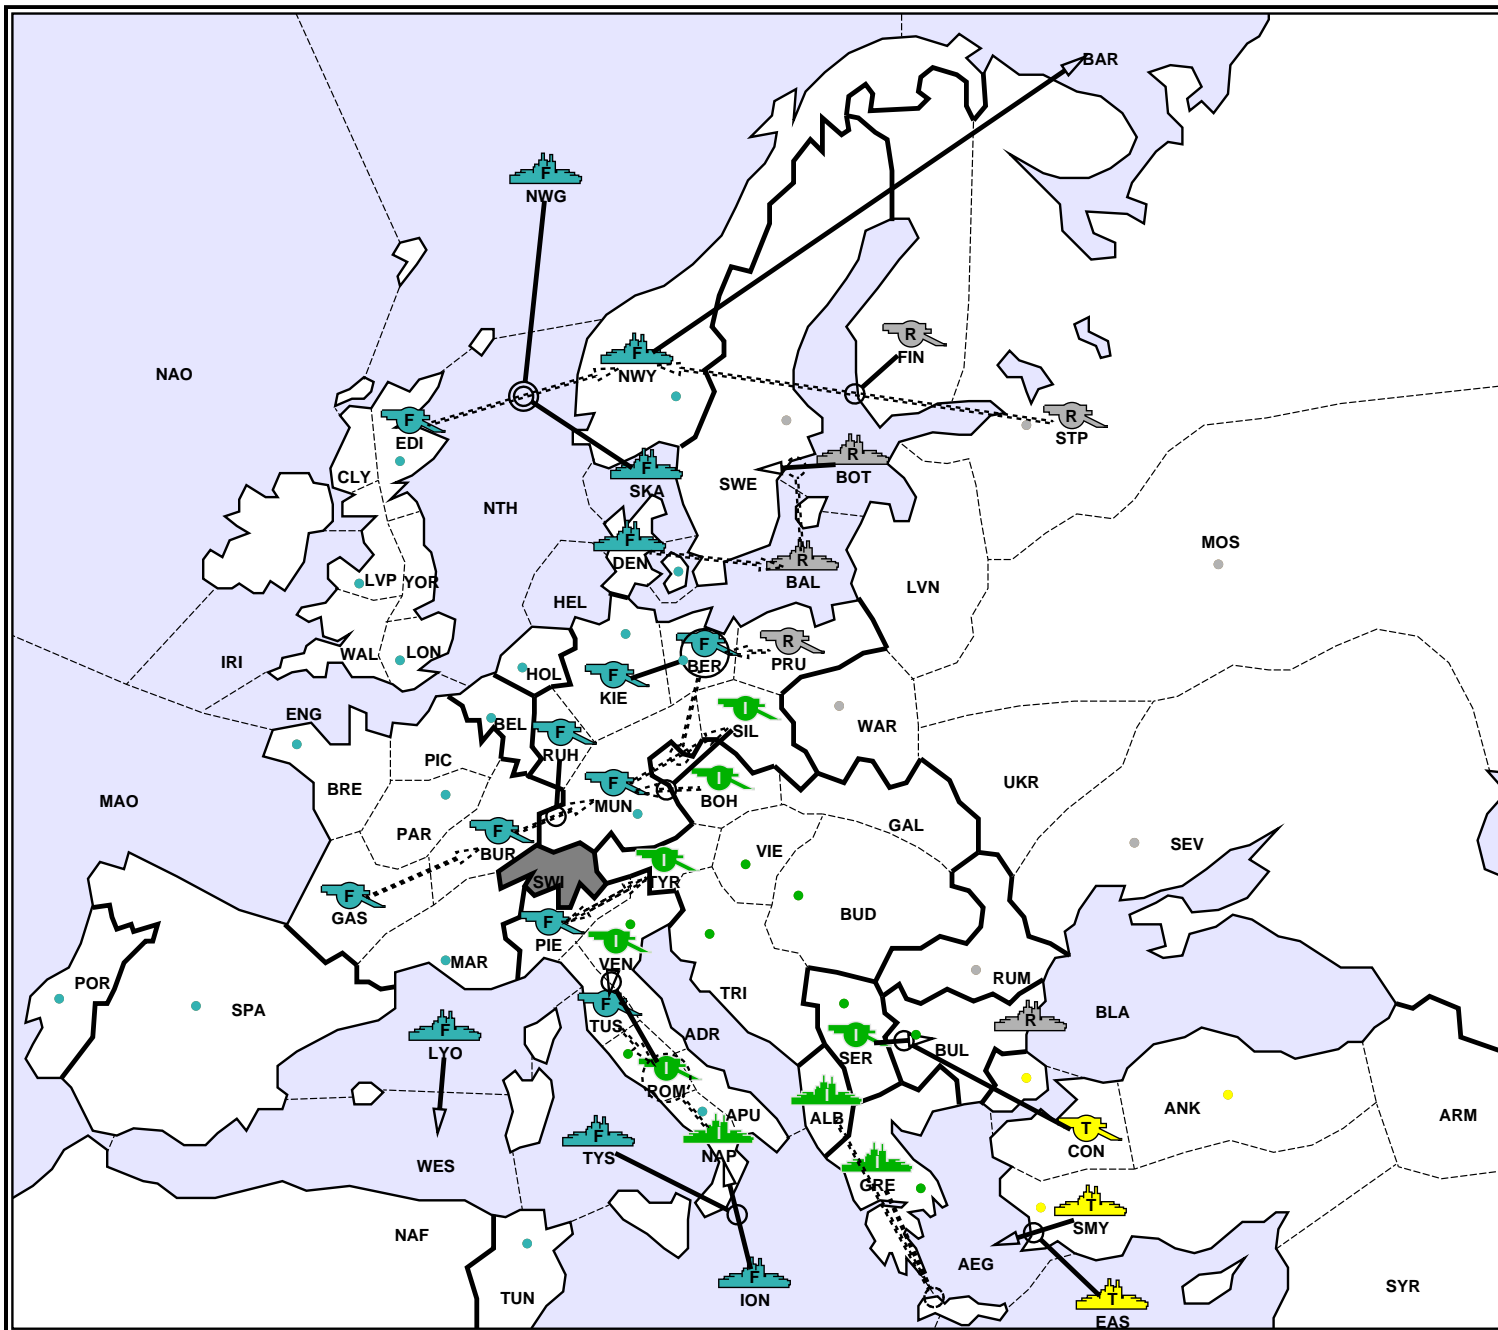 BAR
F
NWG
R
FIN
F
NWY
NAO
F
EDI
R
STP
CLY
F
SKA
SWE
R
BOT
NTH
F
DEN
R
BAL
MOS
LVP
YOR
LVN
HEL
IRI
WAL
LON
HOL
F
KIE
F
BER
R
PRU
ENG
BEL
F
RUH
I
SIL
WAR
PIC
BRE
F
MUN
I
BOH
UKR
MAO
PAR
F
BUR
GAL
SEV
VIE
I
TYR
SWI
F
GAS
BUD
F
PIE
I
VEN
MAR
POR
SPA
TRI
RUM
F
TUS
R
BLA
F
LYO
ADR
I
SER
BUL
I
ROM
I
ALB
APU
ANK
ARM
F
TYS
I
NAP
T
CON
WES
I
GRE
T
SMY
NAF
AEG
F
ION
TUN
T
EAS
SYR